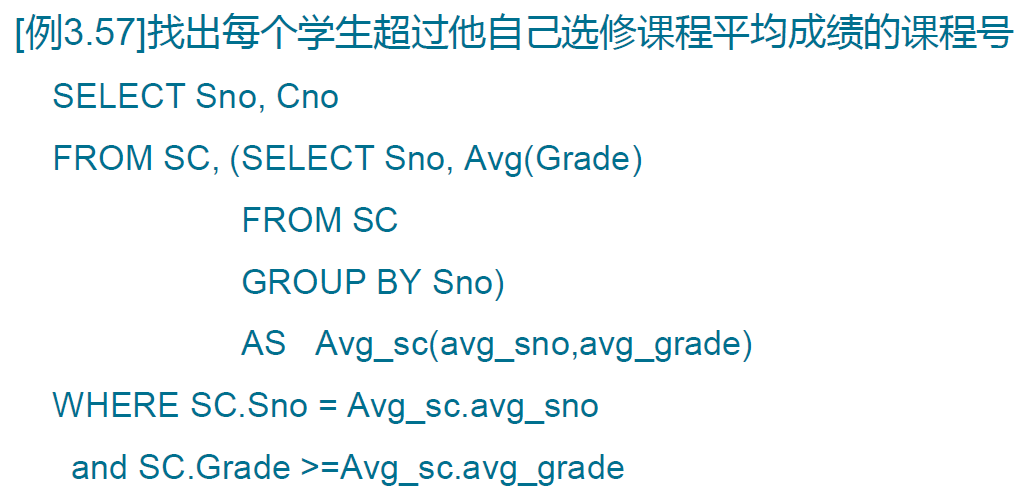 [例3.57]找出每个学生超过他自己选修课程平均成绩的课程号
SELECT Sno, Cno
FROM SC, (SELECT Sno, Avg(Grade)
FROM SC
GROUP BY Sno)
AS Avg_sc(avg_sno,avg_grade)
WHERE SC.Sno = Avg_sc.avg_sno
and SC.Grade >=Avg_sc.avg_grade